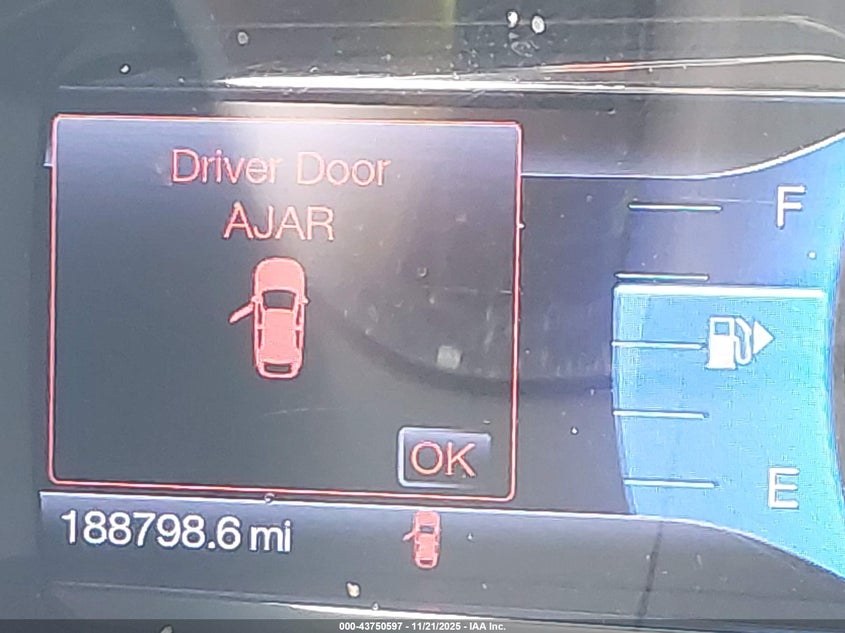 Driver Door
AJAR
OK
F
E
188798.6 mi
000-43750597 - 11/21/2025 - IAA Inc.